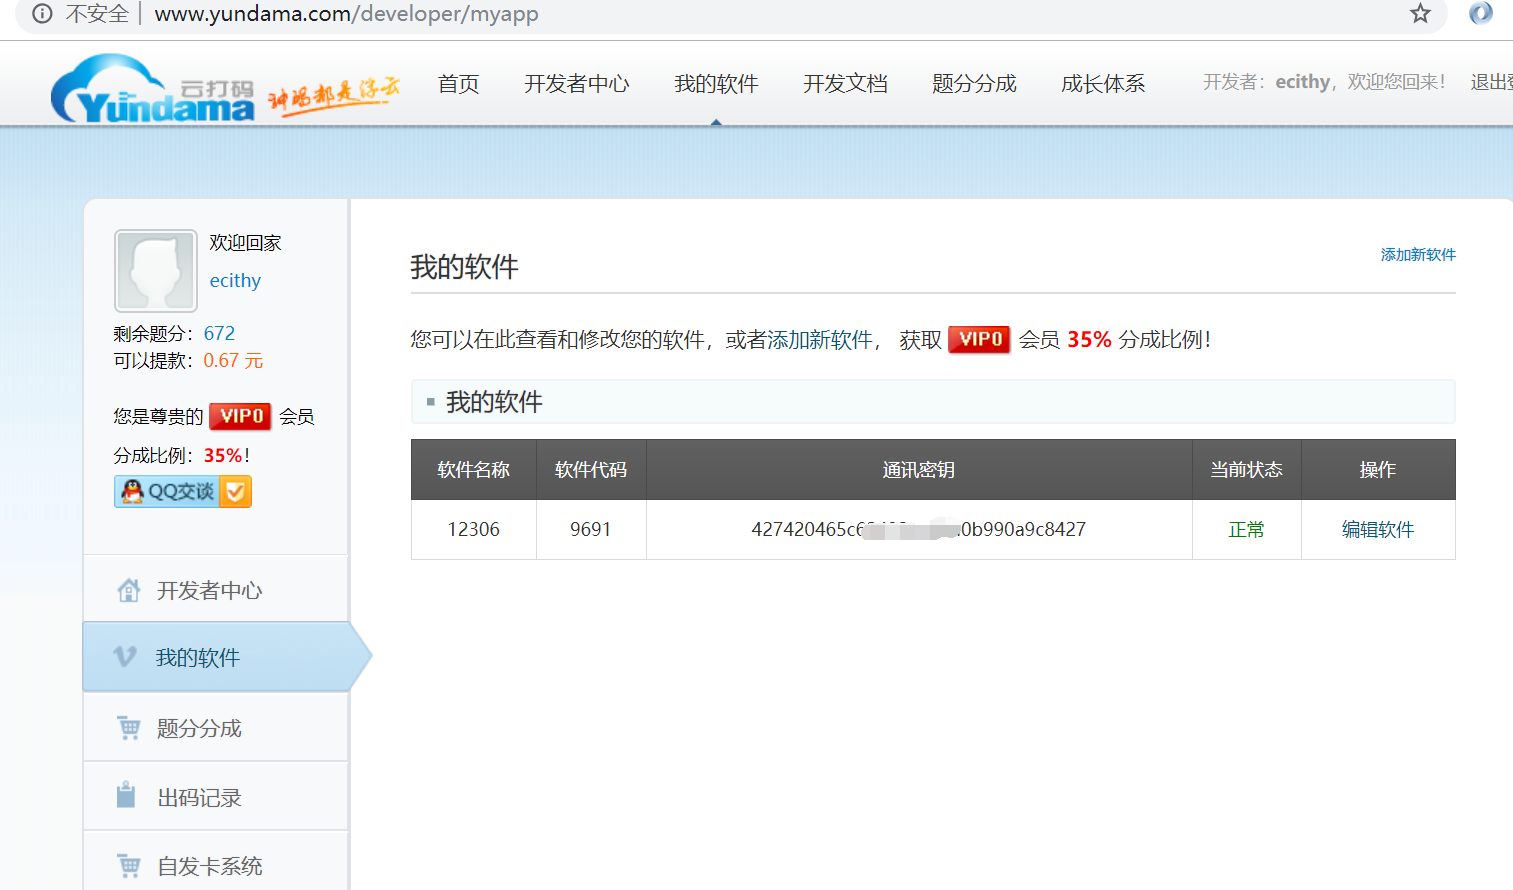 不安全 www.yundama.com/developer/myapp
Yundama 云打码 神码都是浮云
首页 开发者中心 我的软件 开发文档 题分分成 成长体系 开发者：ecithy，欢迎您回来！ 退出
欢迎回家
ecithy
剩余题分：672
可以提款：0.67 元
您是尊贵的 VIP0 会员
分成比例：35%！
QQ交谈
开发者中心
我的软件
题分分成
出码记录
自发卡系统
我的软件
添加新软件
您可以在此查看和修改您的软件，或者添加新软件， 获取 VIP0 会员 35% 分成比例！
我的软件
软件名称 软件代码 通讯密钥 当前状态 操作
12306 9691 427420465c6 0b990a9c8427 正常 编辑软件